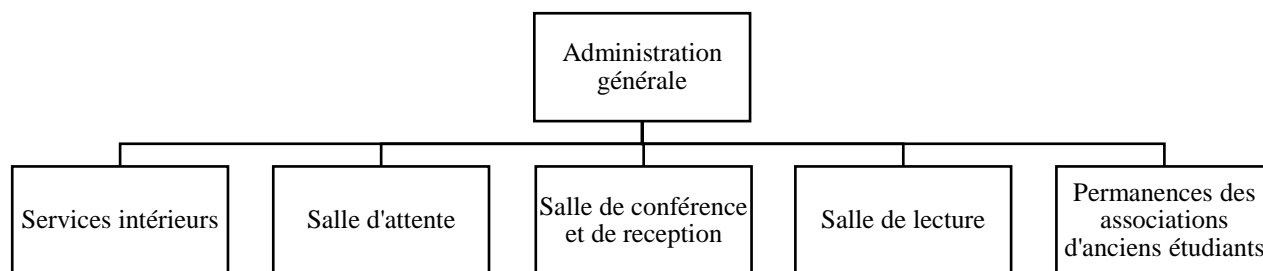 Administration
générale
Services intérieurs
Salle d'attente
Salle de conférence
et de reception
Salle de lecture
Permanences des
associations
d'anciens étudiants